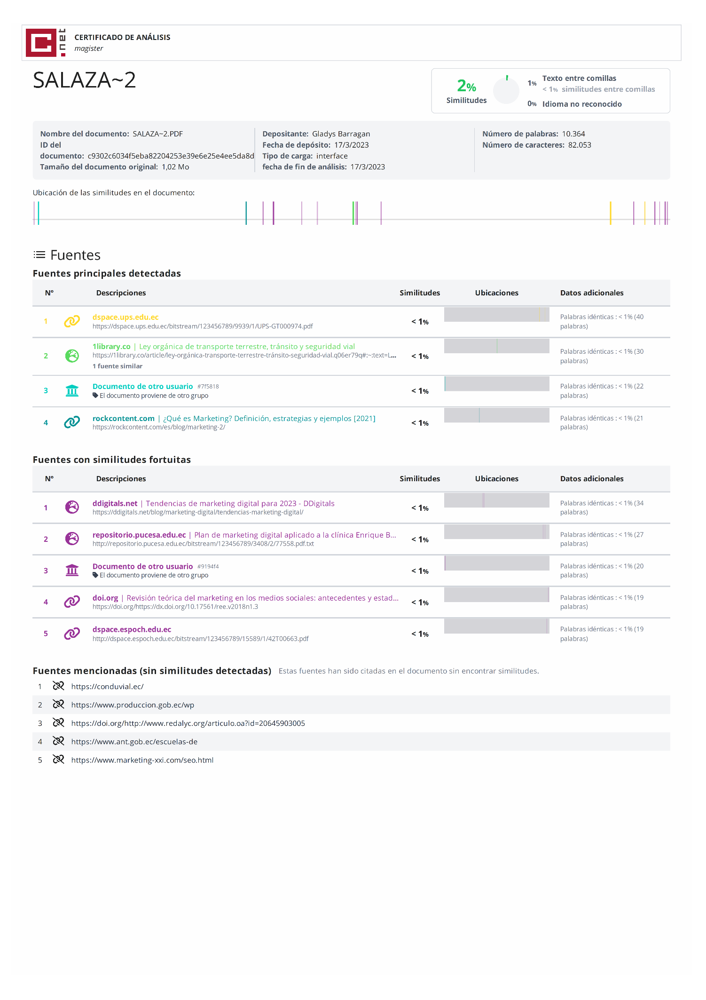 .net
CERTIFICADO DE ANÁLISIS
magister
SALAZA~2
2%
Similitudes
1% Texto entre comillas
< 1% similitudes entre comillas
0% Idioma no reconocido
Nombre del documento: SALAZA~2.PDF
ID del
documento: c9302c6034f5eba82204253e39e6e25e4ee5da8d
Tamaño del documento original: 1,02 Mo
Depositante: Gladys Barragan
Fecha de depósito: 17/3/2023
Tipo de carga: interface
fecha de fin de análisis: 17/3/2023
Número de palabras: 10.364
Número de caracteres: 82.053
Ubicación de las similitudes en el documento:
Fuentes
Fuentes principales detectadas
Nº Descripciones Similitudes Ubicaciones Datos adicionales
1 dspace.ups.edu.ec
https://dspace.ups.edu.ec/bitstream/123456789/9939/1/UPS-GT000974.pdf
< 1%
Palabras idénticas : < 1% (40
palabras)
2 1library.co | Ley orgánica de transporte terrestre, tránsito y seguridad vial
https://1library.co/article/ley-orgánica-transporte-terrestre-tránsito-seguridad-vial.q06er79q#:~:text=L...
1 fuente similar
< 1%
Palabras idénticas : < 1% (30
palabras)
3 Documento de otro usuario #7f5818
El documento proviene de otro grupo
< 1%
Palabras idénticas : < 1% (22
palabras)
4 rockcontent.com | ¿Qué es Marketing? Definición, estrategias y ejemplos [2021]
https://rockcontent.com/es/blog/marketing-2/
< 1%
Palabras idénticas : < 1% (21
palabras)
Fuentes con similitudes fortuitas
Nº Descripciones Similitudes Ubicaciones Datos adicionales
1 ddigitals.net | Tendencias de marketing digital para 2023 - DDigitals
https://ddigitals.net/blog/marketing-digital/tendencias-marketing-digital/
< 1%
Palabras idénticas : < 1% (34
palabras)
2 repositorio.pucesa.edu.ec | Plan de marketing digital aplicado a la clínica Enrique B...
http://repositorio.pucesa.edu.ec/bitstream/123456789/3408/2/77558.pdf.txt
< 1%
Palabras idénticas : < 1% (27
palabras)
3 Documento de otro usuario #9194f4
El documento proviene de otro grupo
< 1%
Palabras idénticas : < 1% (20
palabras)
4 doi.org | Revisión teórica del marketing en los medios sociales: antecedentes y estad...
https://doi.org/https://dx.doi.org/10.17561/ree.v2018n1.3
< 1%
Palabras idénticas : < 1% (19
palabras)
5 dspace.espoch.edu.ec
http://dspace.espoch.edu.ec/bitstream/123456789/15589/1/42T00663.pdf
< 1%
Palabras idénticas : < 1% (19
palabras)
Fuentes mencionadas (sin similitudes detectadas) Estas fuentes han sido citadas en el documento sin encontrar similitudes.
1 https://conduvial.ec/
2 https://www.produccion.gob.ec/wp
3 https://doi.org/http://www.redalyc.org/articulo.oa?id=20645903005
4 https://www.ant.gob.ec/escuelas-de
5 https://www.marketing-xxi.com/seo.html